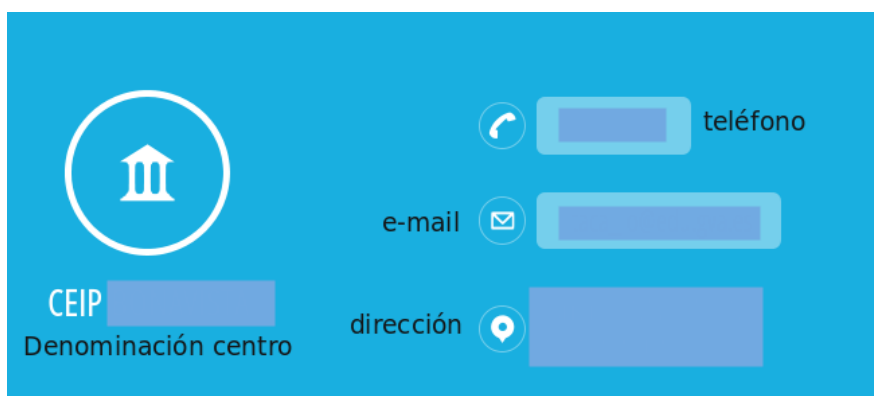 teléfono
e-mail
CEIP
Denominación centro
dirección